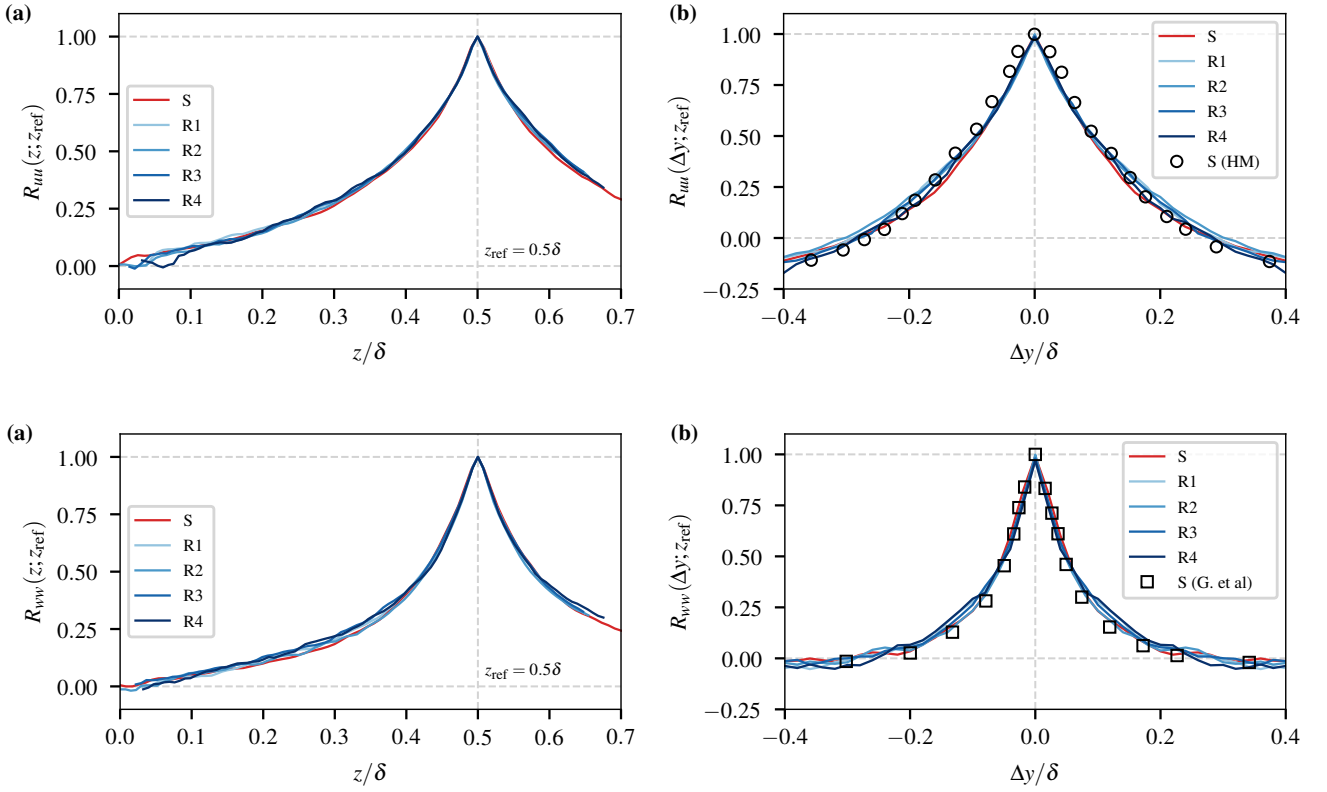 (a)
1.00
0.75
0.50
0.25
0.00
R_uu(z; z_ref)
S
R1
R2
R3
R4
z_ref = 0.5δ
0.0 0.1 0.2 0.3 0.4 0.5 0.6 0.7
z/δ
(b)
1.00
0.75
0.50
0.25
0.00
−0.25
R_uu(Δy; z_ref)
S
R1
R2
R3
R4
S (HM)
−0.4 −0.2 0.0 0.2 0.4
Δy/δ
(a)
1.00
0.75
0.50
0.25
0.00
R_ww(z; z_ref)
S
R1
R2
R3
R4
z_ref = 0.5δ
0.0 0.1 0.2 0.3 0.4 0.5 0.6 0.7
z/δ
(b)
1.00
0.75
0.50
0.25
0.00
−0.25
R_ww(Δy; z_ref)
S
R1
R2
R3
R4
S (G. et al)
−0.4 −0.2 0.0 0.2 0.4
Δy/δ